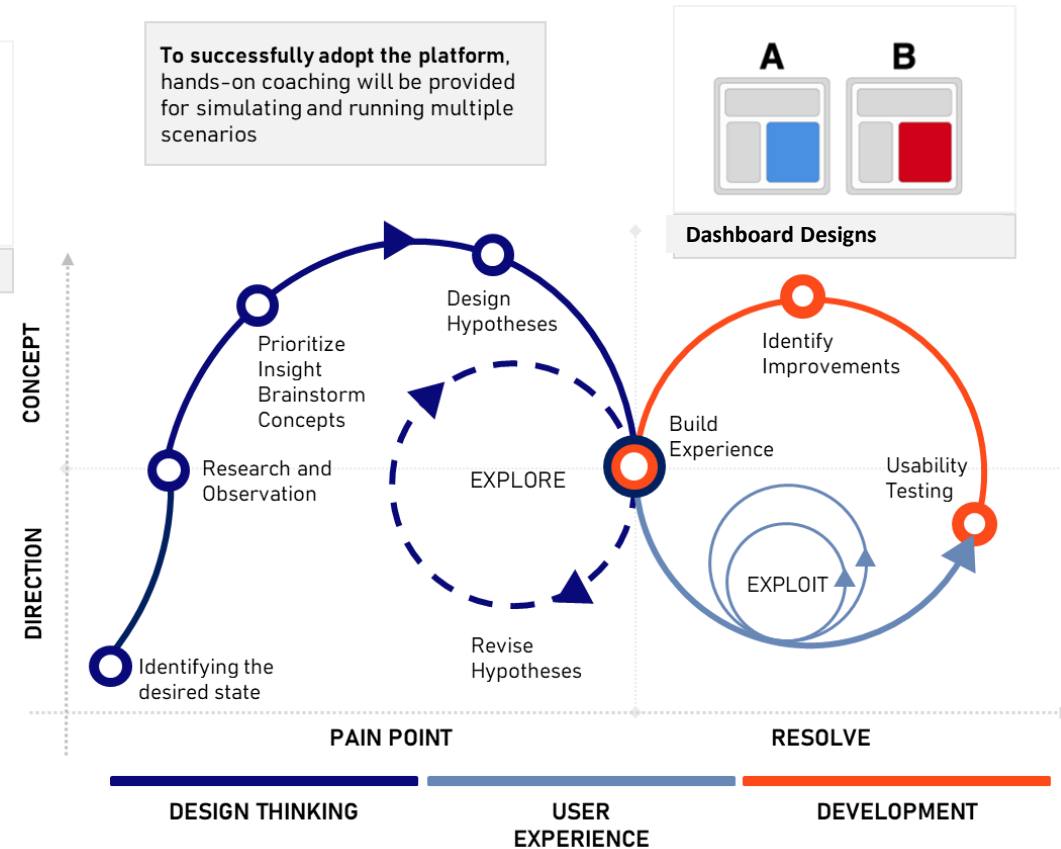 To successfully adopt the platform,
hands-on coaching will be provided
for simulating and running multiple
scenarios
A
B
Dashboard Designs
CONCEPT
DIRECTION
Design
Hypotheses
Prioritize
Insight
Brainstorm
Concepts
Identify
Improvements
Build
Experience
Research and
Observation
EXPLORE
Usability
Testing
EXPLOIT
Revise
Hypotheses
Identifying the
desired state
PAIN POINT
RESOLVE
DESIGN THINKING
USER
EXPERIENCE
DEVELOPMENT